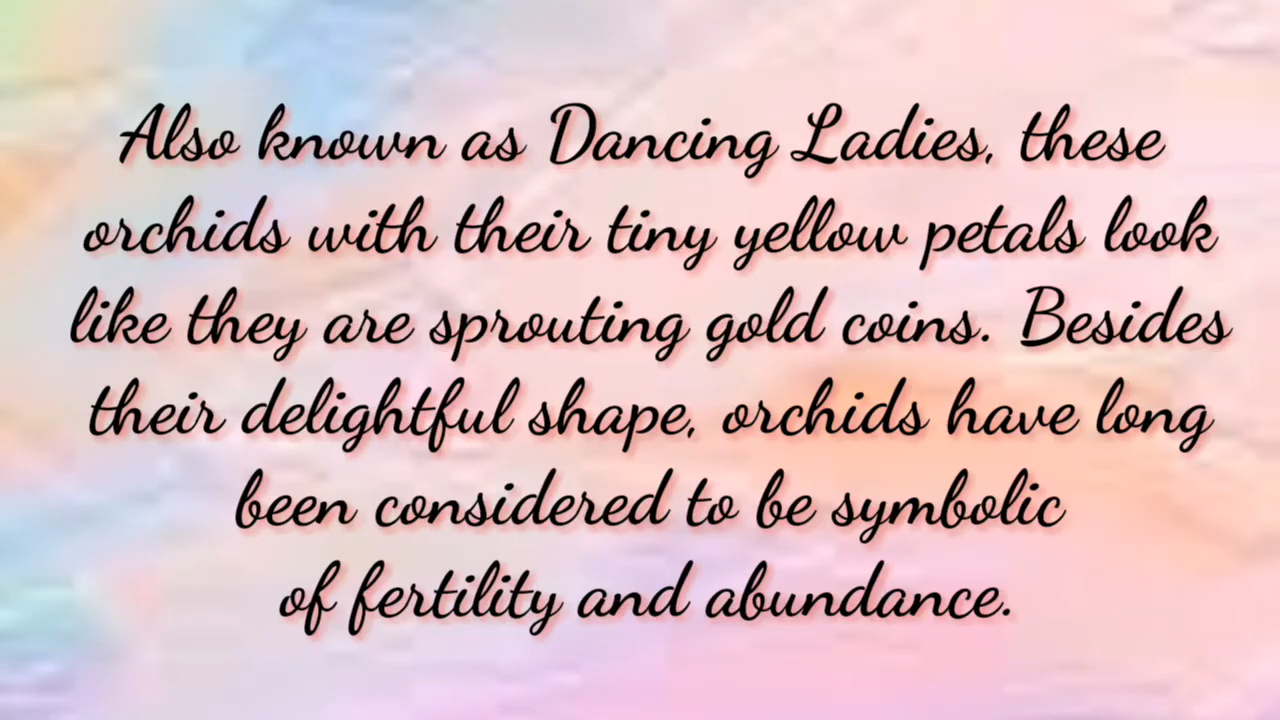 Also known as Dancing Ladies, these
orchids with their tiny yellow petals look
like they are sprouting gold coins. Besides
their delightful shape, orchids have long
been considered to be symbolic
of fertility and abundance.